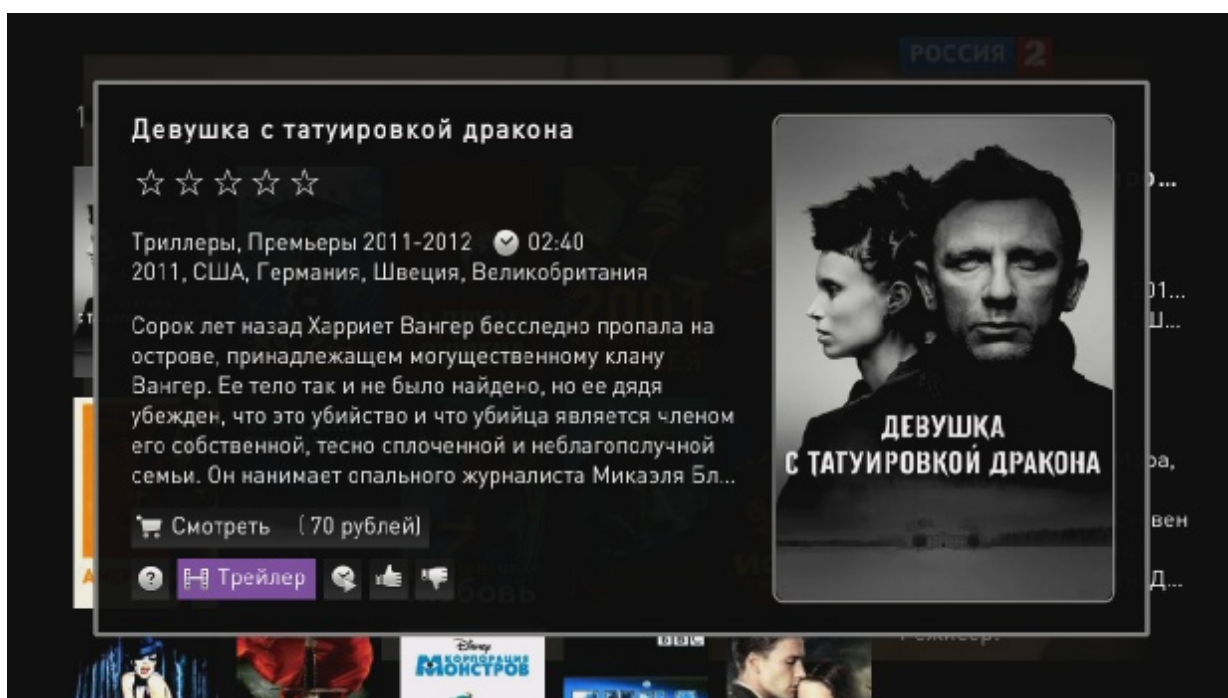 РОССИЯ 2
Девушка с татуировкой дракона
Триллеры, Премьеры 2011-2012 02:40
2011, США, Германия, Швеция, Великобритания
Сорок лет назад Харриет Вангер бесследно пропала на
острове, принадлежащем могущественному клану
Вангер. Ее тело так и не было найдено, но ее дядя
убежден, что это убийство и что убийца является членом
его собственной, тесно сплоченной и неблагополучной
семьи. Он нанимает опального журналиста Микаэля Бл...
Смотреть (70 рублей)
? Трейлер
ДЕВУШКА
С ТАТУИРОВКОЙ ДРАКОНА
BBC
Disney
КОРПОРАЦИЯ
МОНСТРОВ